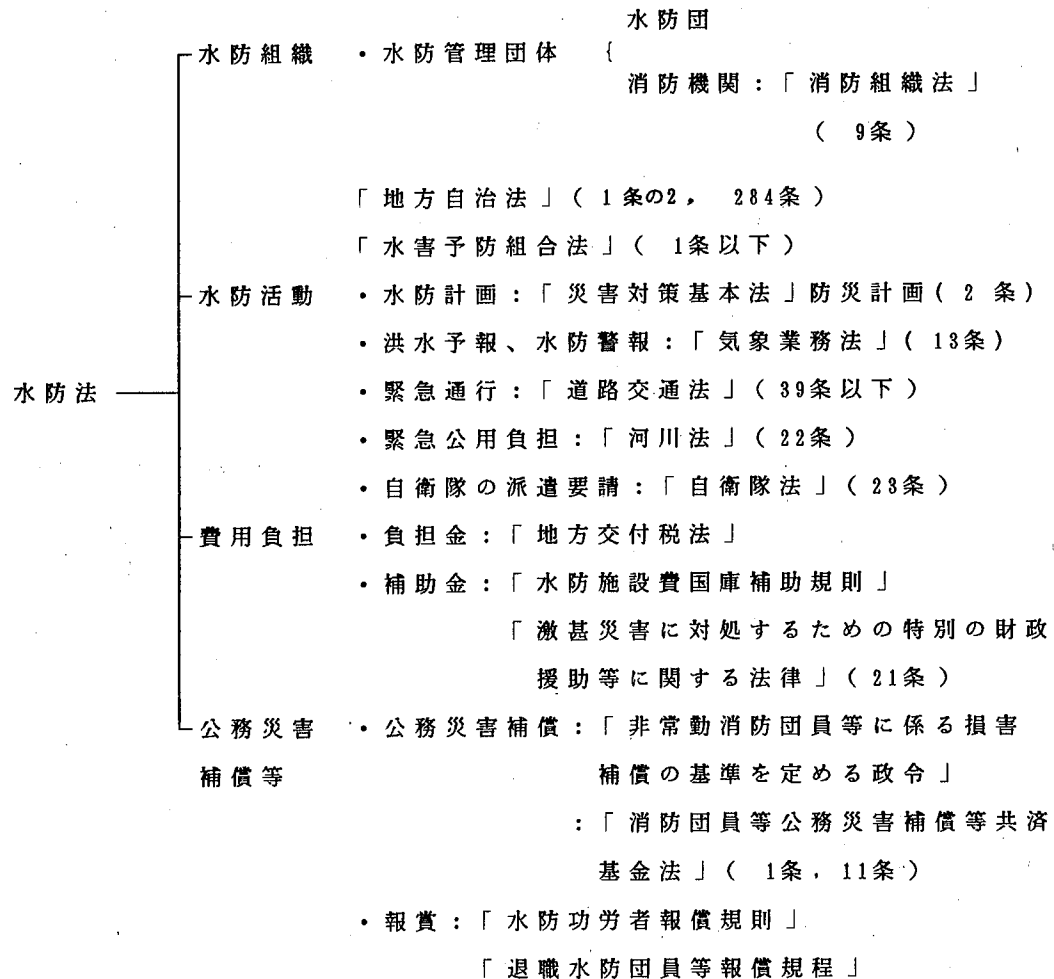 水防団
水防組織 ・水防管理団体 {
消防機関:「消防組織法」
( 9条 )
「地方自治法」( 1条の2, 284条 )
「水害予防組合法」( 1条以下 )
水防活動 ・水防計画:「災害対策基本法」防災計画( 2 条 )
・洪水予報、水防警報:「気象業務法」( 13条 )
水防法 ・緊急通行:「道路交通法」( 39条以下 )
・緊急公用負担:「河川法」( 22条 )
・自衛隊の派遣要請:「自衛隊法」( 23条 )
費用負担 ・負担金:「地方交付税法」
・補助金:「水防施設費国庫補助規則」
「激甚災害に対処するための特別の財政
援助等に関する法律」( 21条 )
公務災害 ・公務災害補償:「非常勤消防団員等に係る損害
補償等 補償の基準を定める政令」
:「消防団員等公務災害補償等共済
基金法」( 1条, 11条 )
・報賞:「水防功労者報償規則」
「退職水防団員等報償規程」